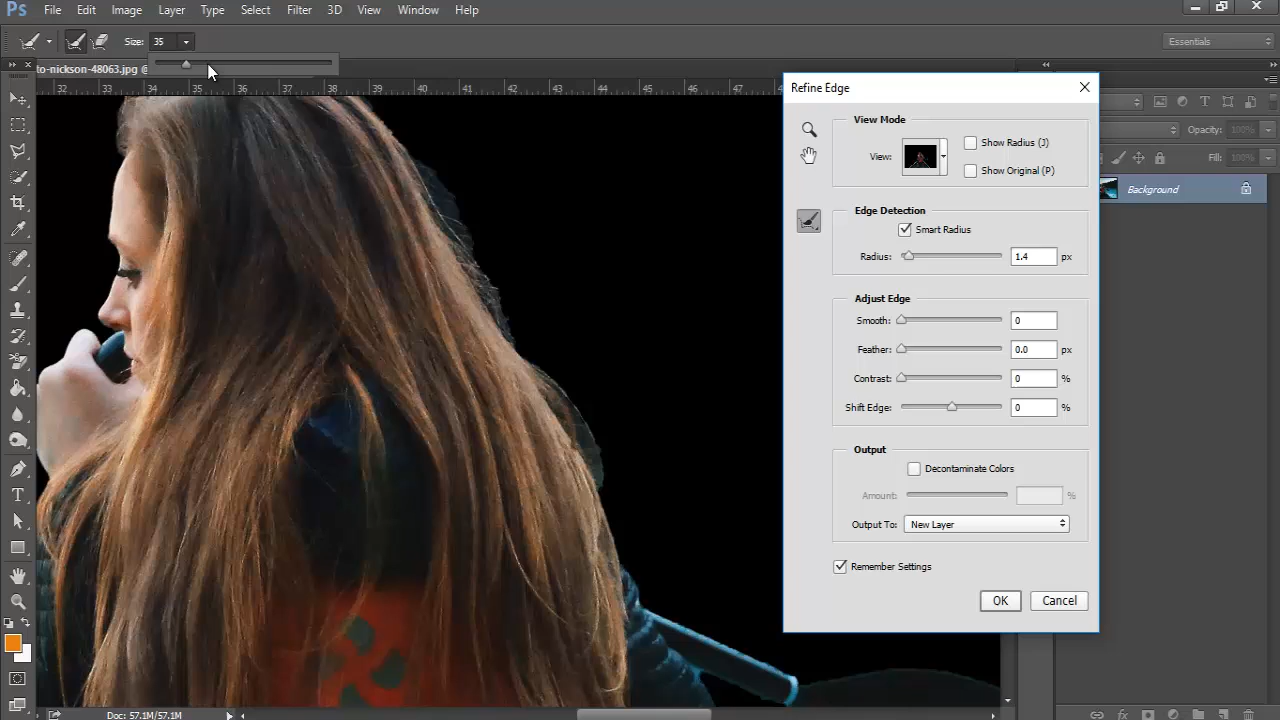 Ps File Edit Image Layer Type Select Filter 3D View Window Help
Size: 35 Essentials
to-nickson-48063.jpg @
32 33 34 35 36 37 38 39 40 41 42 43 44 45 46 47
Refine Edge
View Mode
View:
Show Radius (J)
Show Original (P)
Edge Detection
Smart Radius
Radius: 1.4 px
Adjust Edge
Smooth: 0
Feather: 0.0 px
Contrast: 0 %
Shift Edge: 0 %
Output
Decontaminate Colors
Amount: %
Output To: New Layer
Remember Settings
OK Cancel
Opacity: 100%
Fill: 100%
Background
Doc: 57.1M/57.1M